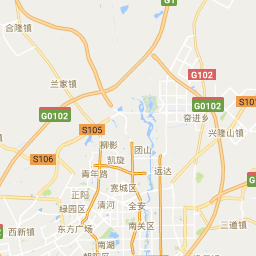 G1
合隆镇
G102
兰家镇
G0102
S10
G0102
奋进乡
S105
兴隆山镇
柳影
团山
S106
凯旋
青年路
远达
宽城区
正阳
绿园区
清河
全安
西新镇
东方广场
南关区
三道镇
南湖